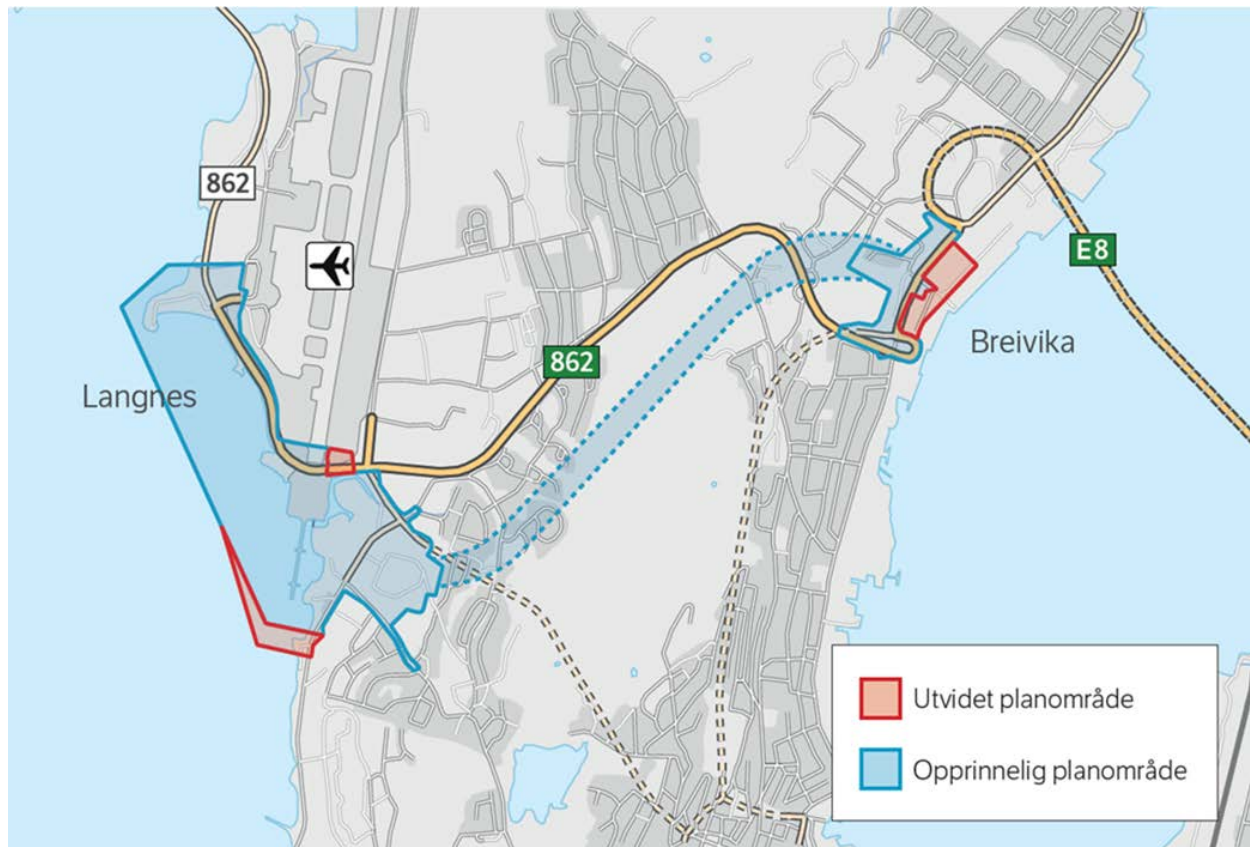 862
E8
Breivika
862
Langnes
Utvidet planområde
Opprinnelig planområde